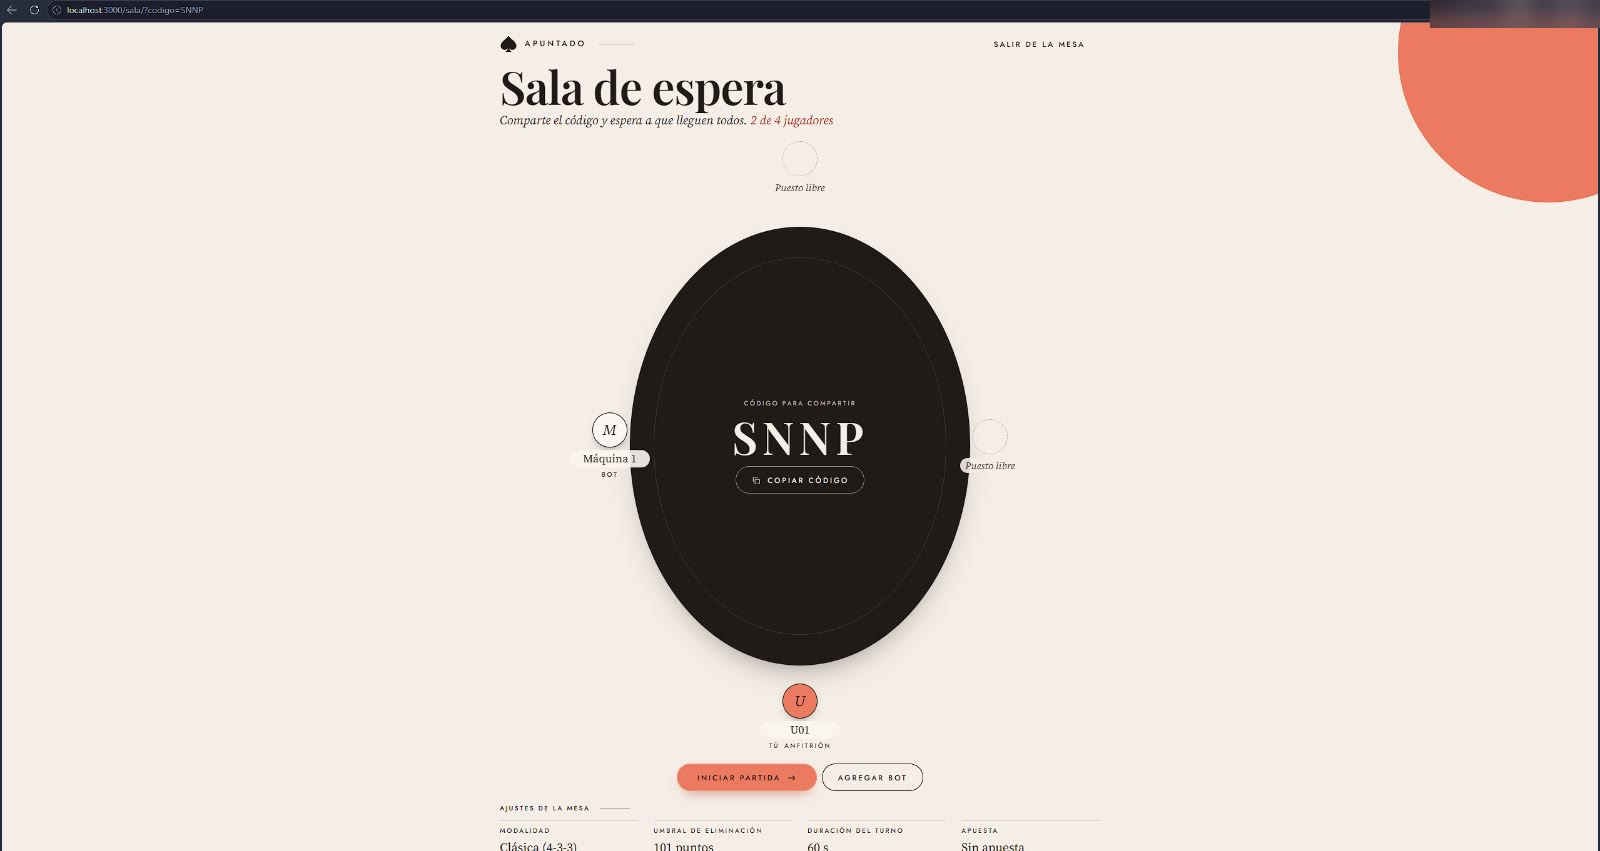 localhost:3000/sala/?codigo=SNNP
APUNTADO
SALIR DE LA MESA
Sala de espera
Comparte el código y espera a que lleguen todos. 2 de 4 jugadores
Puesto libre
CÓDIGO PARA COMPARTIR
SNNP
COPIAR CÓDIGO
M
Máquina 1
BOT
Puesto libre
U
U01
TÚ ANFITRIÓN
INICIAR PARTIDA →
AGREGAR BOT
AJUSTES DE LA MESA
MODALIDAD
Clásica (4-3-3)
UMBRAL DE ELIMINACIÓN
101 puntos
DURACIÓN DEL TURNO
60 s
APUESTA
Sin apuesta